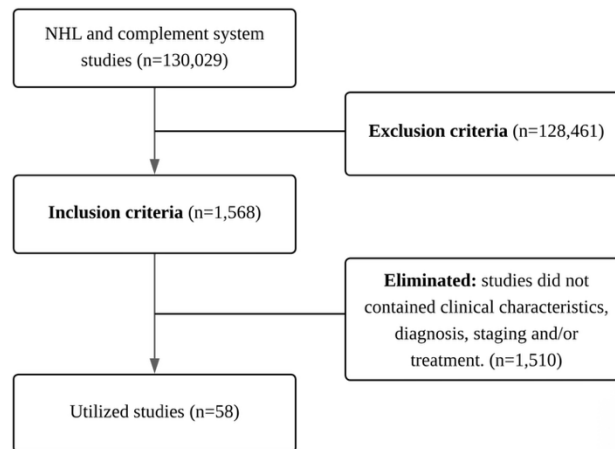 NHL and complement system
studies (n=130,029)
Exclusion criteria (n=128,461)
Inclusion criteria (n=1,568)
Eliminated: studies did not
contained clinical characteristics,
diagnosis, staging and/or
treatment. (n=1,510)
Utilized studies (n=58)